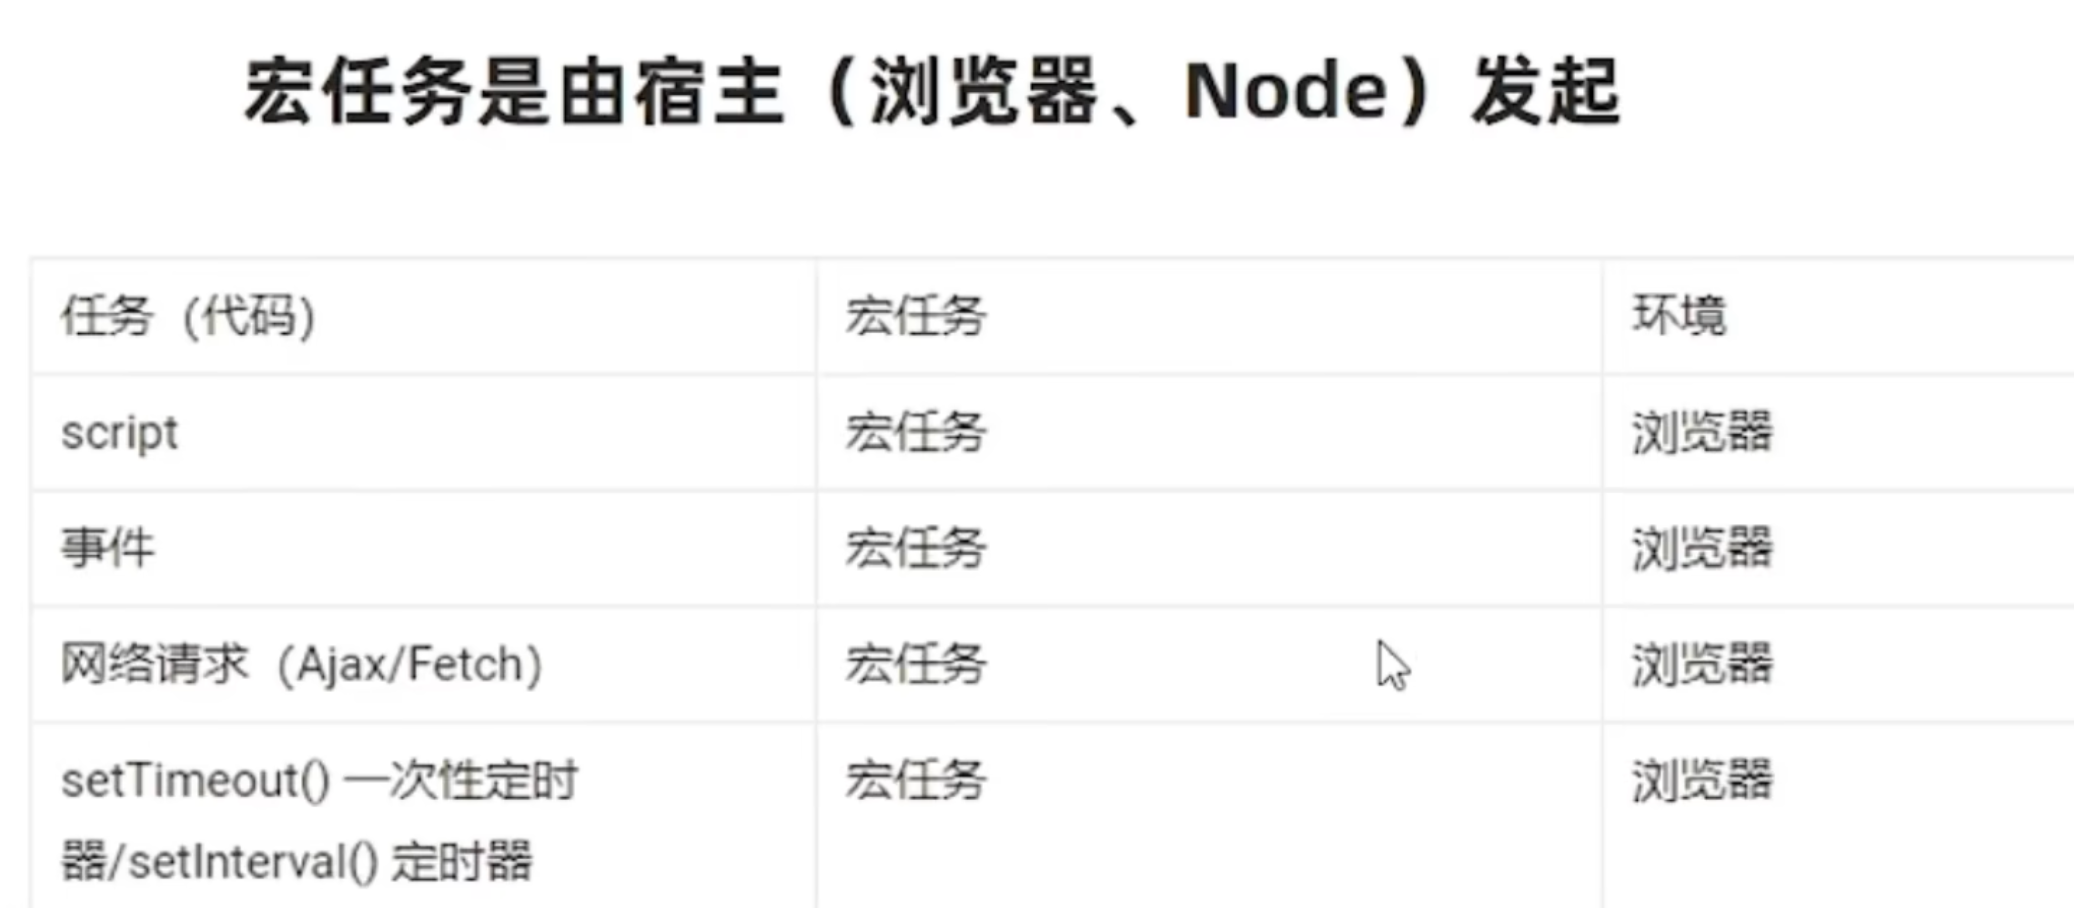 宏任务是由宿主（浏览器、Node）发起
任务（代码） 宏任务 环境
script 宏任务 浏览器
事件 宏任务 浏览器
网络请求（Ajax/Fetch） 宏任务 浏览器
setTimeout() 一次性定时 宏任务 浏览器
器/setInterval() 定时器